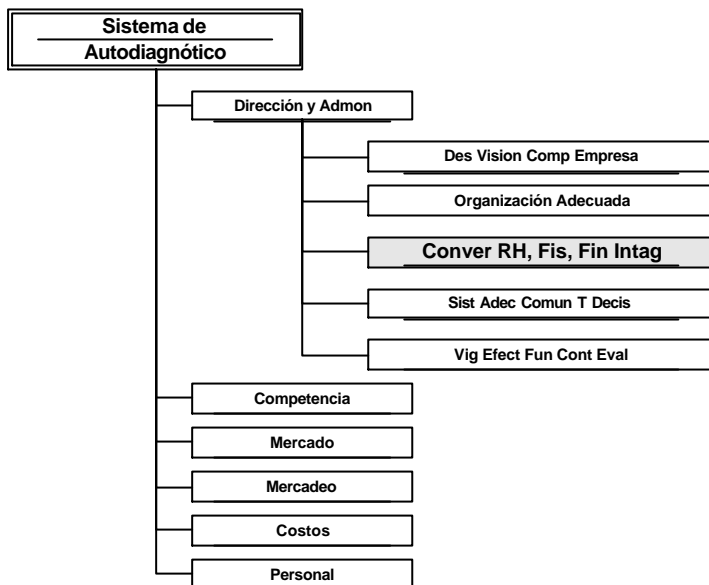 Sistema de
Autodiagnótico
Dirección y Admon
Des Vision Comp Empresa
Organización Adecuada
Conver RH, Fis, Fin Intag
Sist Adec Comun T Decis
Vig Efect Fun Cont Eval
Competencia
Mercado
Mercadeo
Costos
Personal